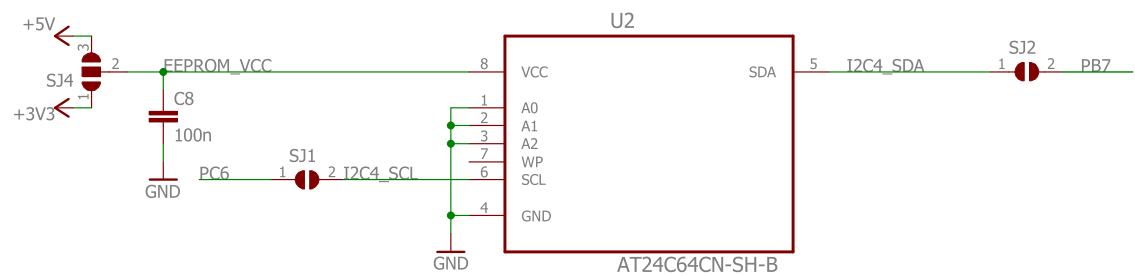 U2
+5V
3
SJ4
2
EEPROM_VCC
8
VCC
SDA
5
I2C4_SDA
SJ2
1
2
PB7
1
+3V3
C8
100n
GND
1
A0
2
A1
3
A2
7
WP
PC6
SJ1
1
2
I2C4_SCL
6
SCL
4
GND
GND
AT24C64CN-SH-B